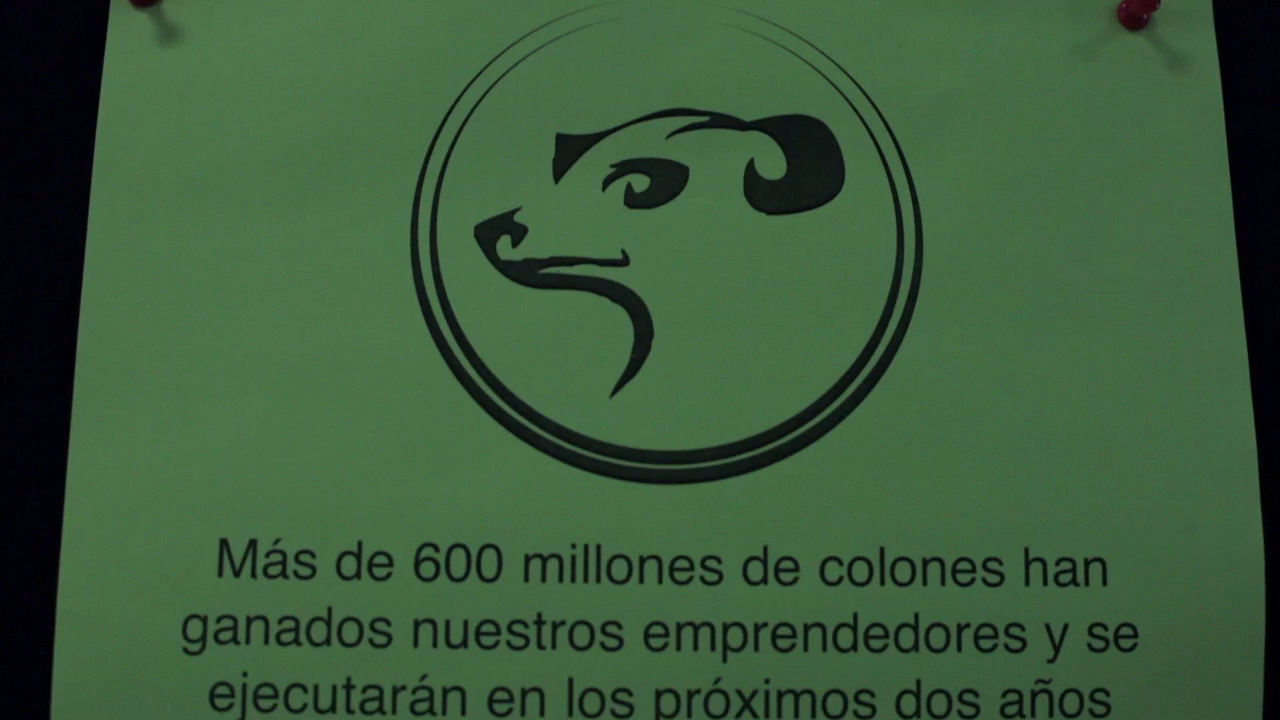 Más de 600 millones de colones han
ganados nuestros emprendedores y se
ejecutarán en los próximos dos años